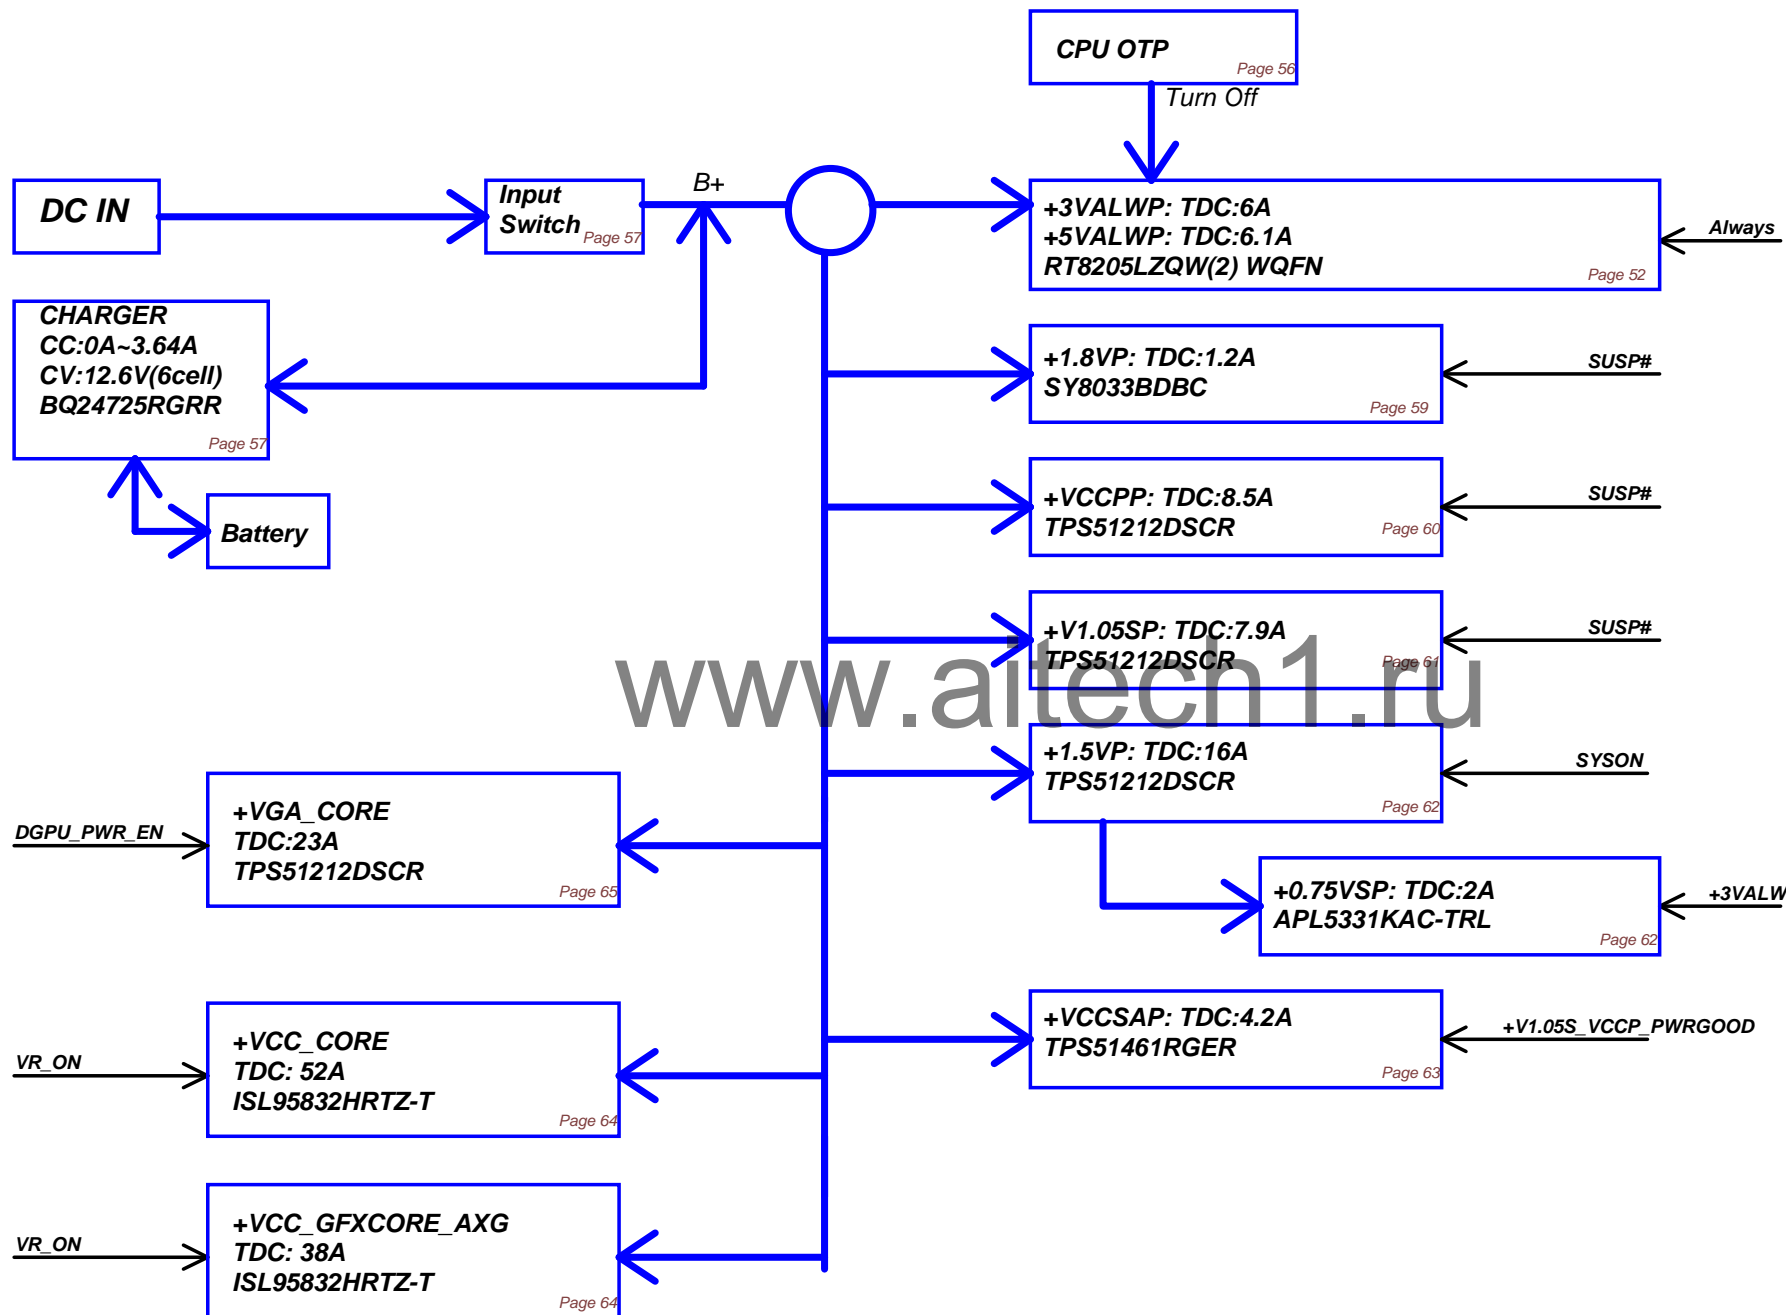 CPU OTP
Page 56
Turn Off
DC IN
Input
Switch
Page 57
B+
+3VALWP: TDC:6A
+5VALWP: TDC:6.1A
RT8205LZQW(2) WQFN
Page 52
Always
CHARGER
CC:0A~3.64A
CV:12.6V(6cell)
BQ24725RGRR
Page 57
Battery
+1.8VP: TDC:1.2A
SY8033BDBC
Page 59
SUSP#
+VCCPP: TDC:8.5A
TPS51212DSCR
Page 60
SUSP#
+V1.05SP: TDC:7.9A
TPS51212DSCR
Page 61
SUSP#
www.aitech1.ru
+1.5VP: TDC:16A
TPS51212DSCR
Page 62
SYSON
DGPU_PWR_EN
+VGA_CORE
TDC:23A
TPS51212DSCR
Page 65
+0.75VSP: TDC:2A
APL5331KAC-TRL
Page 62
+3VALW
+VCCSAP: TDC:4.2A
TPS51461RGER
Page 63
+V1.05S_VCCP_PWRGOOD
VR_ON
+VCC_CORE
TDC: 52A
ISL95832HRTZ-T
Page 64
VR_ON
+VCC_GFXCORE_AXG
TDC: 38A
ISL95832HRTZ-T
Page 64